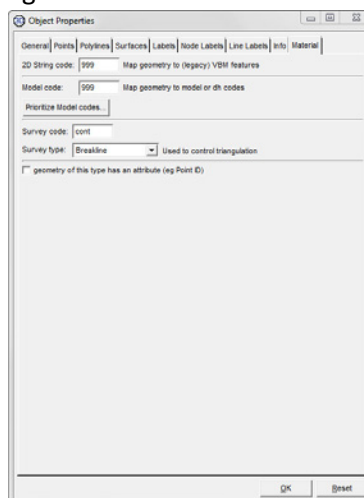 Object Properties
General Points Polylines Surfaces Labels Node Labels Line Labels Info Material
2D String code: 999 Map geometry to (legacy) VBM features
Model code: 999 Map geometry to model or dh codes
Prioritize Model codes...
Survey code: cont
Survey type: Breakline Used to control triangulation
geometry of this type has an attribute (eg Point ID)
OK Reset